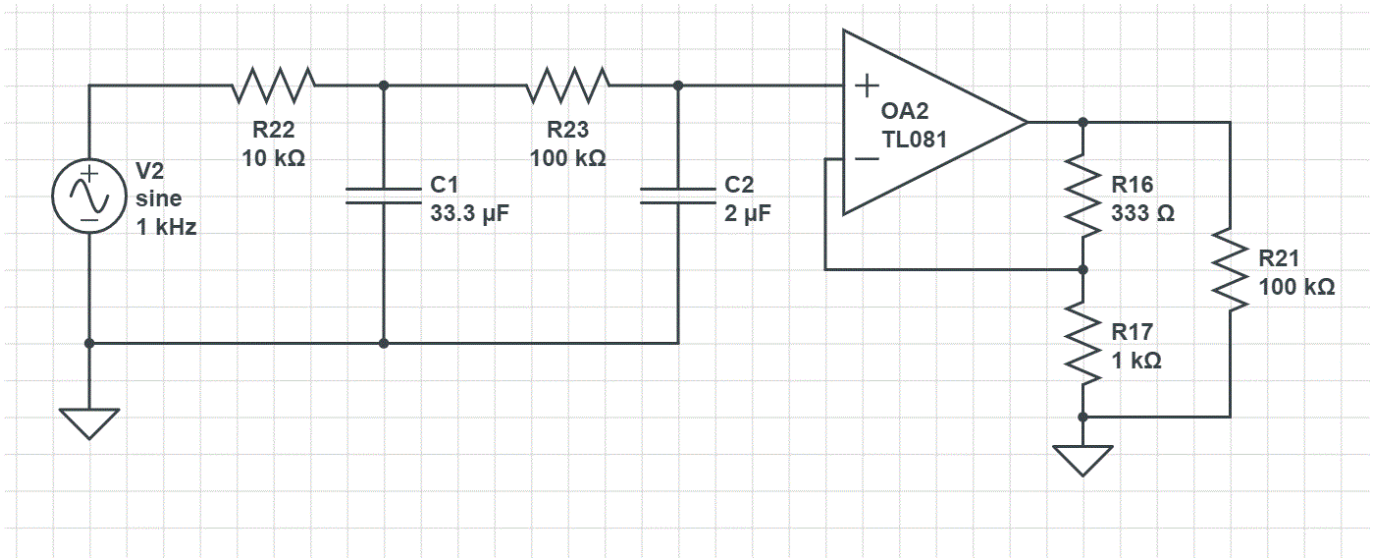 R22
10 kΩ
R23
100 kΩ
+
−
OA2
TL081
V2
sine
1 kHz
+
−
C1
33.3 µF
C2
2 µF
R16
333 Ω
R21
100 kΩ
R17
1 kΩ